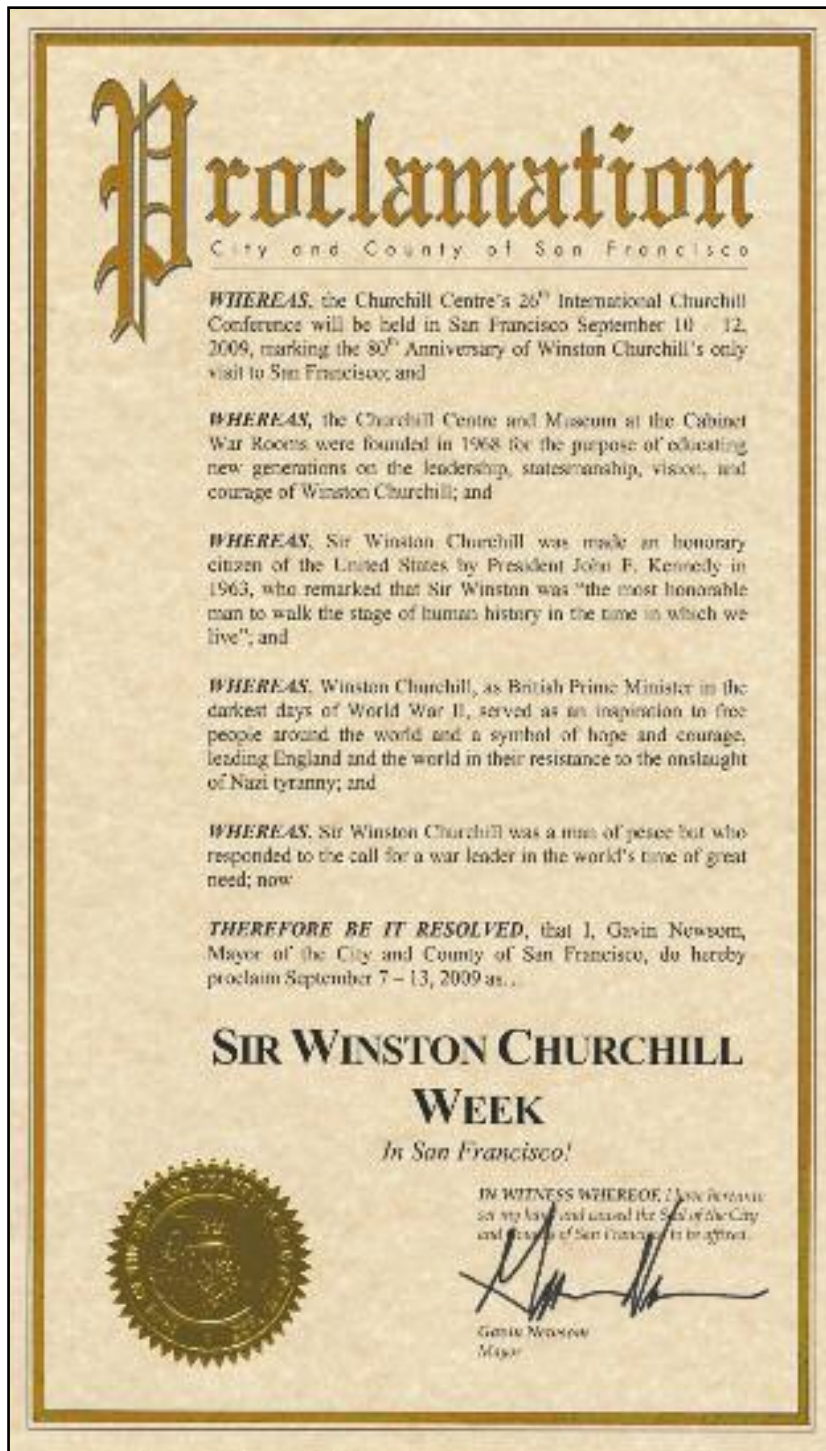 Proclamation
City and County of San Francisco
WHEREAS, the Churchill Centre's 26th International Churchill
Conference will be held in San Francisco September 10 – 12,
2009, marking the 80th Anniversary of Winston Churchill's only
visit to San Francisco; and
WHEREAS, the Churchill Centre and Museum at the Cabinet
War Rooms were founded in 1968 for the purpose of educating
new generations on the leadership, statesmanship, vision, and
courage of Winston Churchill; and
WHEREAS, Sir Winston Churchill was made an honorary
citizen of the United States by President John F. Kennedy in
1963, who remarked that Sir Winston was "the most honorable
man to walk the stage of human history in the time in which we
live"; and
WHEREAS, Winston Churchill, as British Prime Minister in the
darkest days of World War II, served as an inspiration to free
people around the world and a symbol of hope and courage,
leading England and the world in their resistance to the onslaught
of Nazi tyranny; and
WHEREAS, Sir Winston Churchill was a man of peace but who
responded to the call for a war leader in the world's time of great
need; now
THEREFORE BE IT RESOLVED, that I, Gavin Newsom,
Mayor of the City and County of San Francisco, do hereby
proclaim September 7 – 13, 2009 as…
SIR WINSTON CHURCHILL
WEEK
In San Francisco!
IN WITNESS WHEREOF, I have hereunto
set my hand and caused the Seal of the City
and County of San Francisco to be affixed.
Gavin Newsom
Mayor